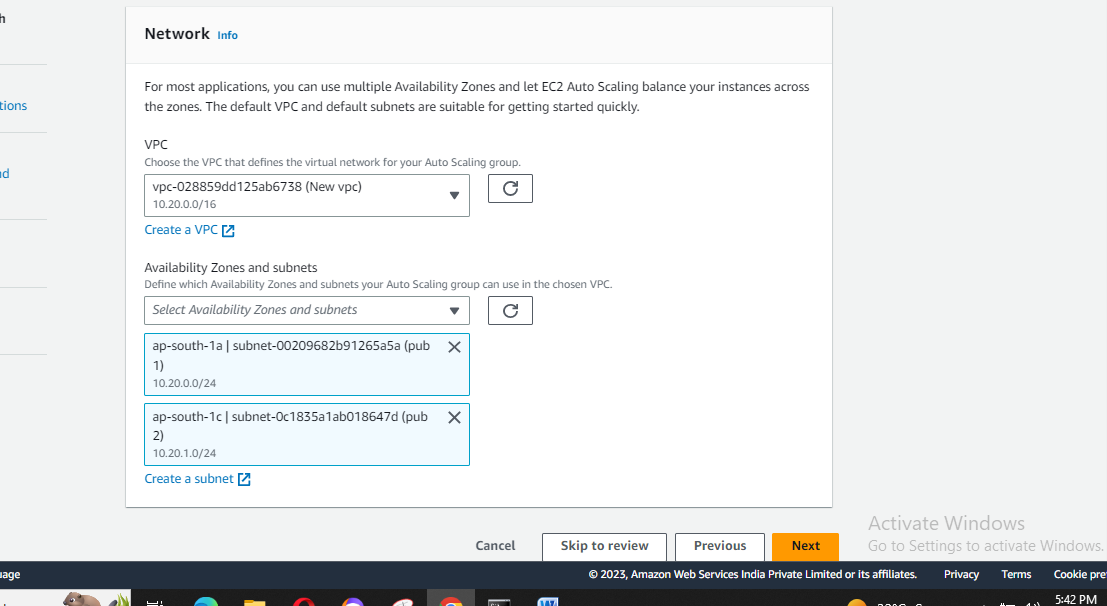 h
Network Info
For most applications, you can use multiple Availability Zones and let EC2 Auto Scaling balance your instances across
the zones. The default VPC and default subnets are suitable for getting started quickly.
tions
VPC
Choose the VPC that defines the virtual network for your Auto Scaling group.
nd
vpc-028859dd125ab6738 (New vpc)
10.20.0.0/16
Create a VPC
Availability Zones and subnets
Define which Availability Zones and subnets your Auto Scaling group can use in the chosen VPC.
Select Availability Zones and subnets
ap-south-1a | subnet-00209682b91265a5a (pub
1)
10.20.0.0/24
ap-south-1c | subnet-0c1835a1ab018647d (pub
2)
10.20.1.0/24
Create a subnet
Cancel Skip to review Previous Next
Activate Windows
Go to Settings to activate Windows.
uage © 2023, Amazon Web Services India Private Limited or its affiliates. Privacy Terms Cookie pre
5:42 PM